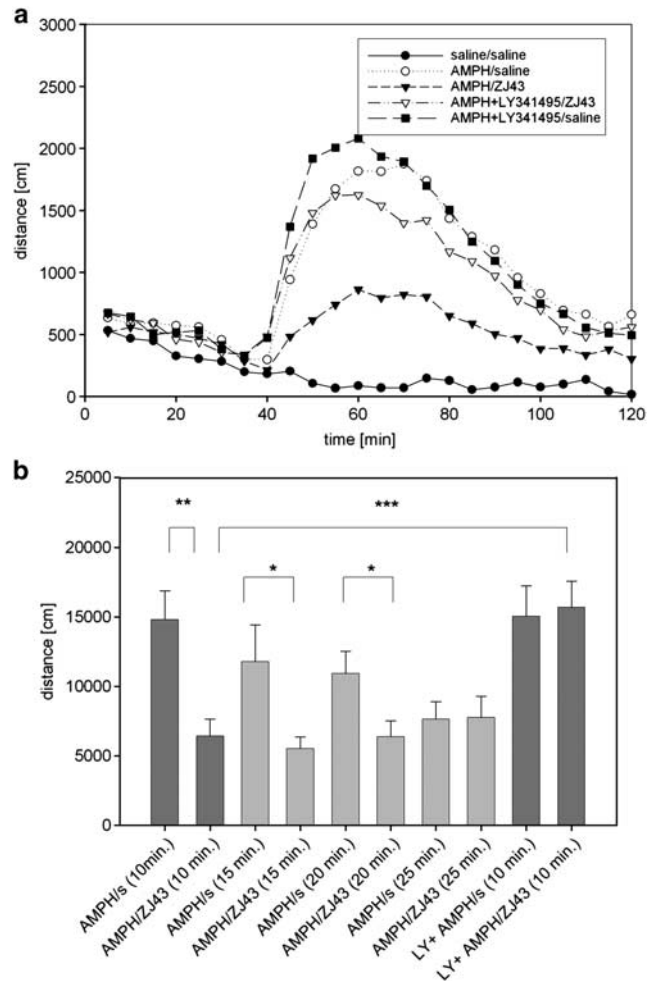 a
3000
2500
2000
1500
1000
500
0
distance [cm]
saline/saline
AMPH/saline
AMPH/ZJ43
AMPH+LY341495/ZJ43
AMPH+LY341495/saline
0 20 40 60 80 100 120
time [min]
b
25000
20000
15000
10000
5000
0
distance [cm]
** *** * *
AMPH/s (10min.)
AMPH/ZJ43 (10 min.)
AMPH/s (15 min.)
AMPH/ZJ43 (15 min.)
AMPH/s (20 min.)
AMPH/ZJ43 (20 min.)
AMPH/s (25 min.)
AMPH/ZJ43 (25 min.)
LY+ AMPH/s (10 min.)
LY+ AMPH/ZJ43 (10 min.)